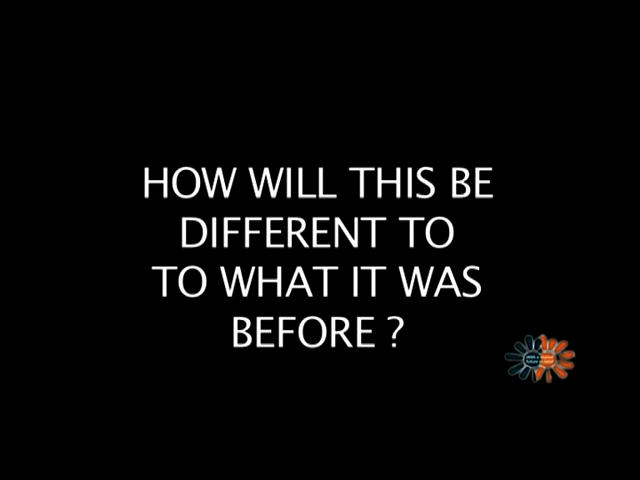 HOW WILL THIS BE
DIFFERENT TO
TO WHAT IT WAS
BEFORE ?